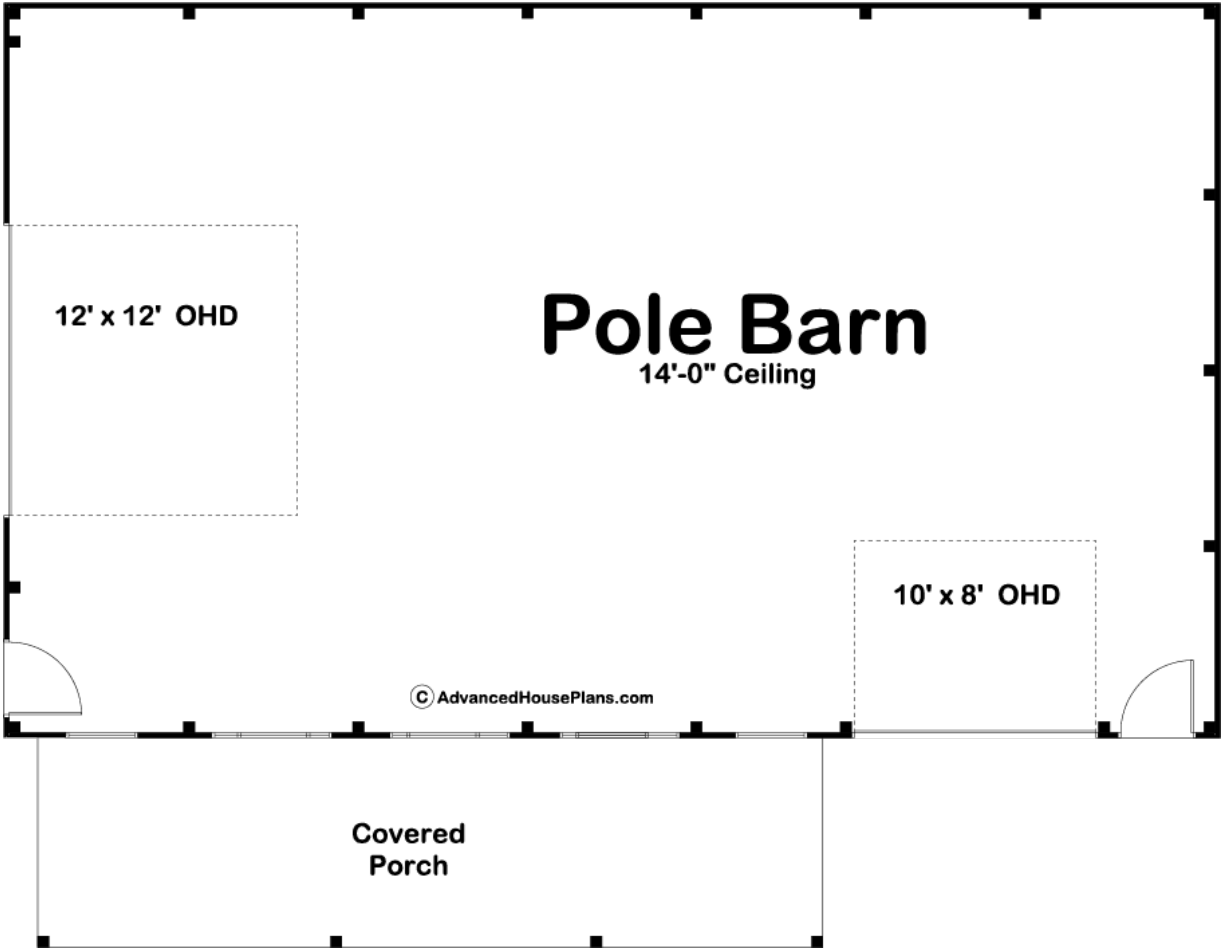 12' x 12'  OHD
Pole Barn
14'-0" Ceiling
10' x 8'  OHD
© AdvancedHousePlans.com
Covered
Porch